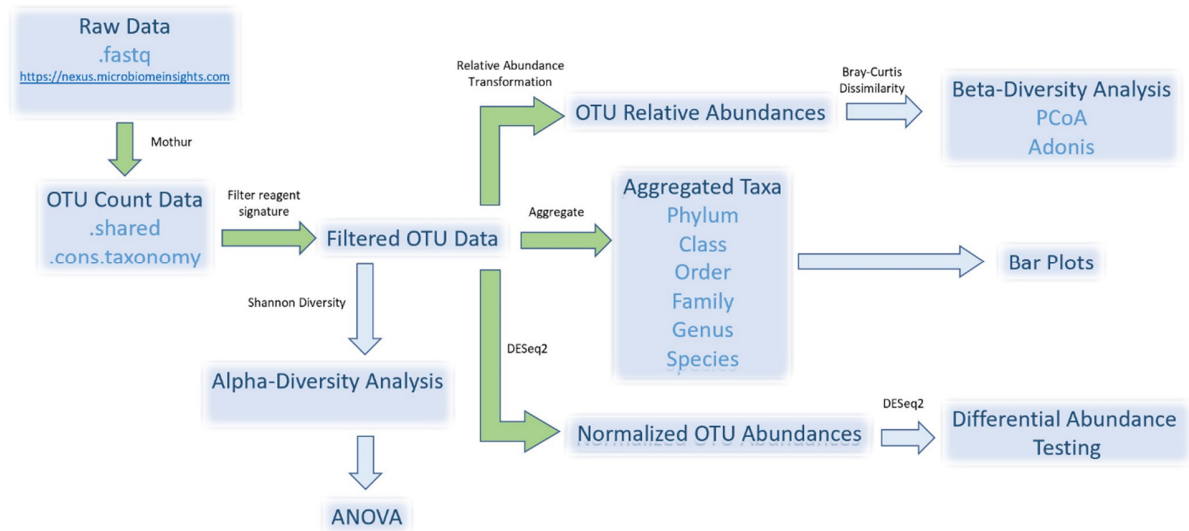 Raw Data
.fastq
https://nexus.microbiomeinsights.com
Mothur
OTU Count Data
.shared
.cons.taxonomy
Filter reagent
signature
Filtered OTU Data
Shannon Diversity
Alpha-Diversity Analysis
ANOVA
Relative Abundance
Transformation
OTU Relative Abundances
Bray-Curtis
Dissimilarity
Beta-Diversity Analysis
PCoA
Adonis
Aggregate
Aggregated Taxa
Phylum
Class
Order
Family
Genus
Species
Bar Plots
DESeq2
Normalized OTU Abundances
DESeq2
Differential Abundance
Testing